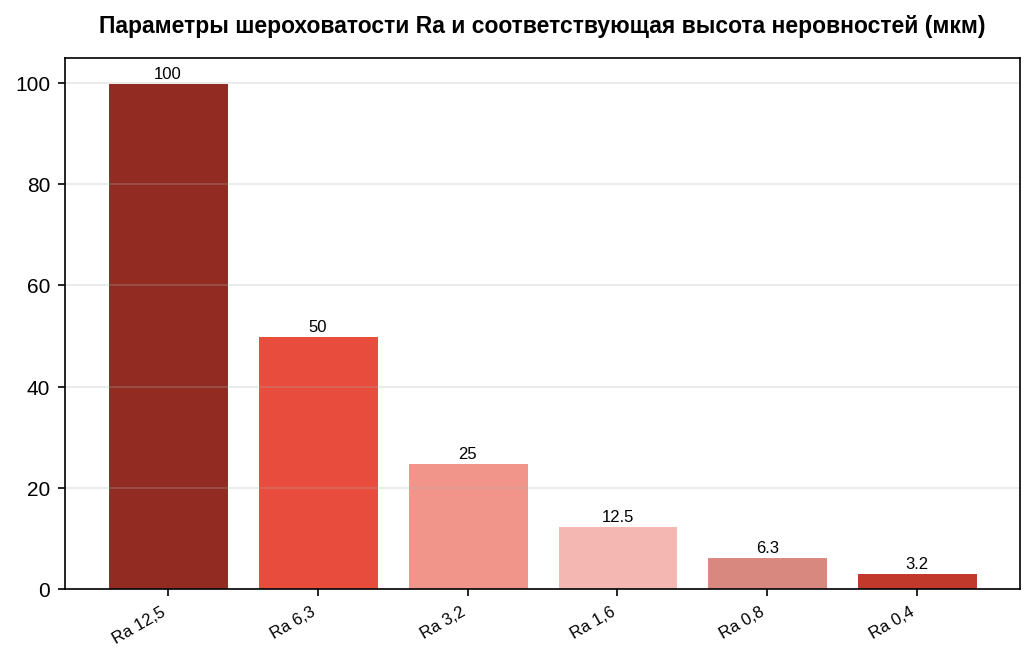 Параметры шероховатости Ra и соответствующая высота неровностей (мкм)
100
80
60
40
20
0
100
50
25
12.5
6.3
3.2
Ra 12,5
Ra 6,3
Ra 3,2
Ra 1,6
Ra 0,8
Ra 0,4